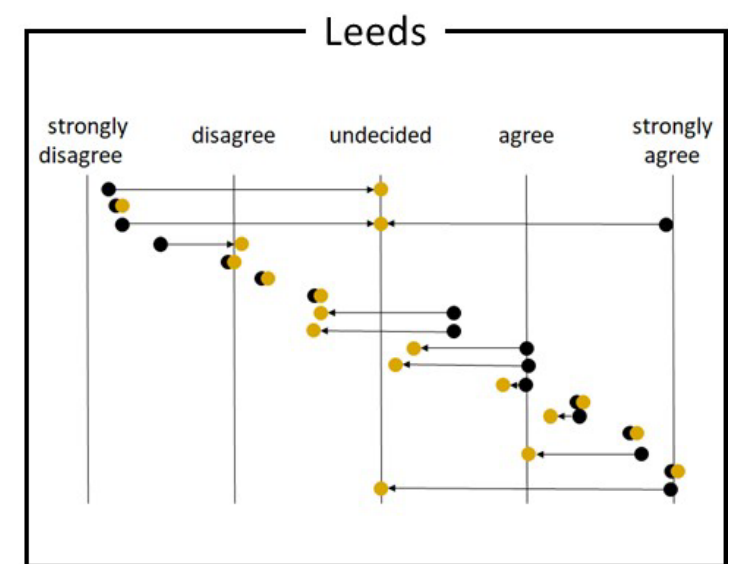 Leeds
strongly
disagree
disagree
undecided
agree
strongly
agree